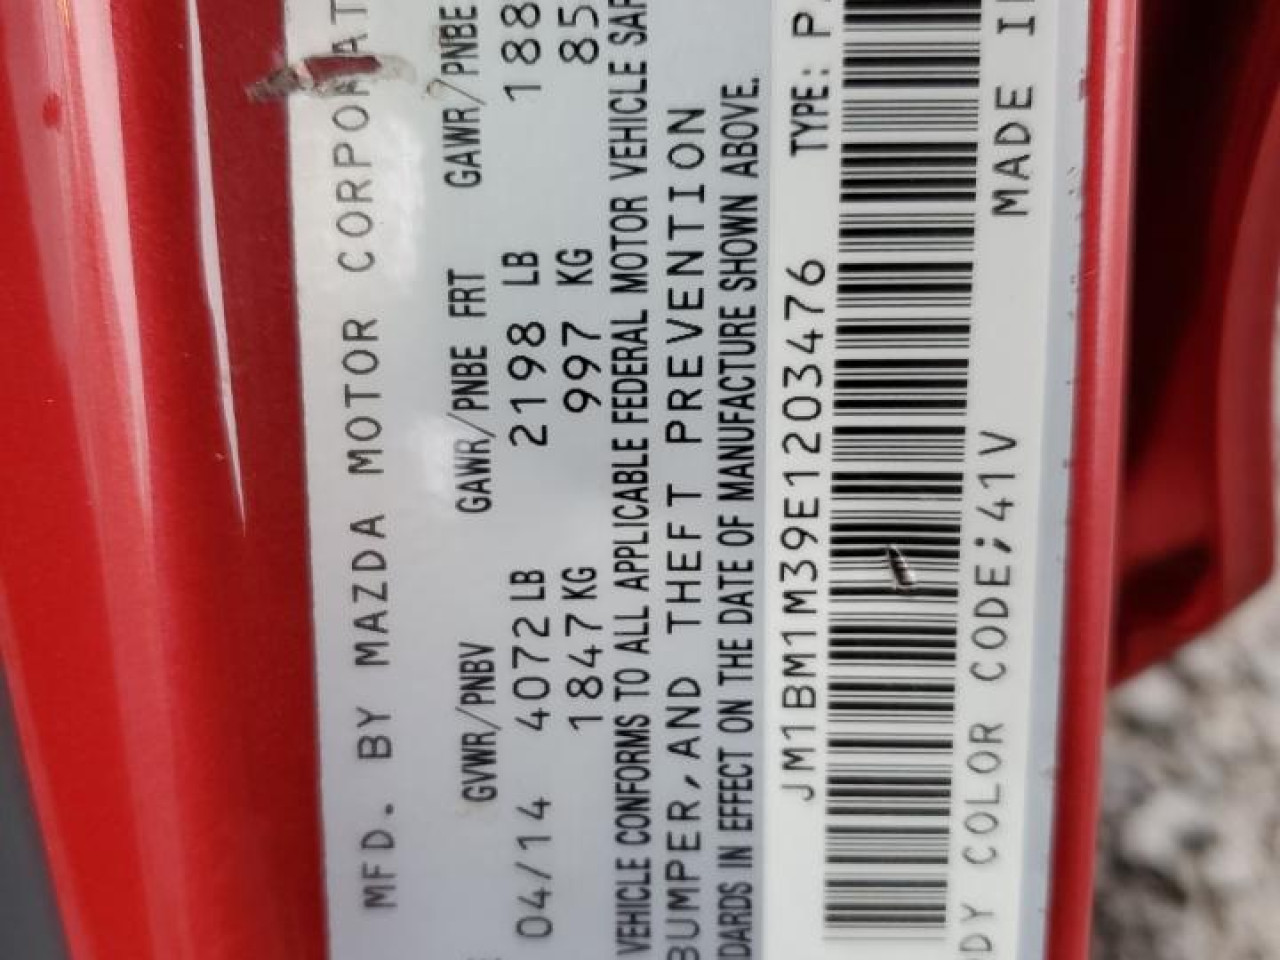 MFD. BY MAZDA MOTOR CORPORAT
GVWR/PNBV GAWR/PNBE FRT GAWR/PNBE
04/14 4072 LB 2198 LB 188
1847 KG 997 KG 85
VEHICLE CONFORMS TO ALL APPLICABLE FEDERAL MOTOR VEHICLE SAF
BUMPER, AND THEFT PREVENTION
DARDS IN EFFECT ON THE DATE OF MANUFACTURE SHOWN ABOVE.
JM1BM1M39E1203476 TYPE: P.
DY COLOR CODE;41V MADE I